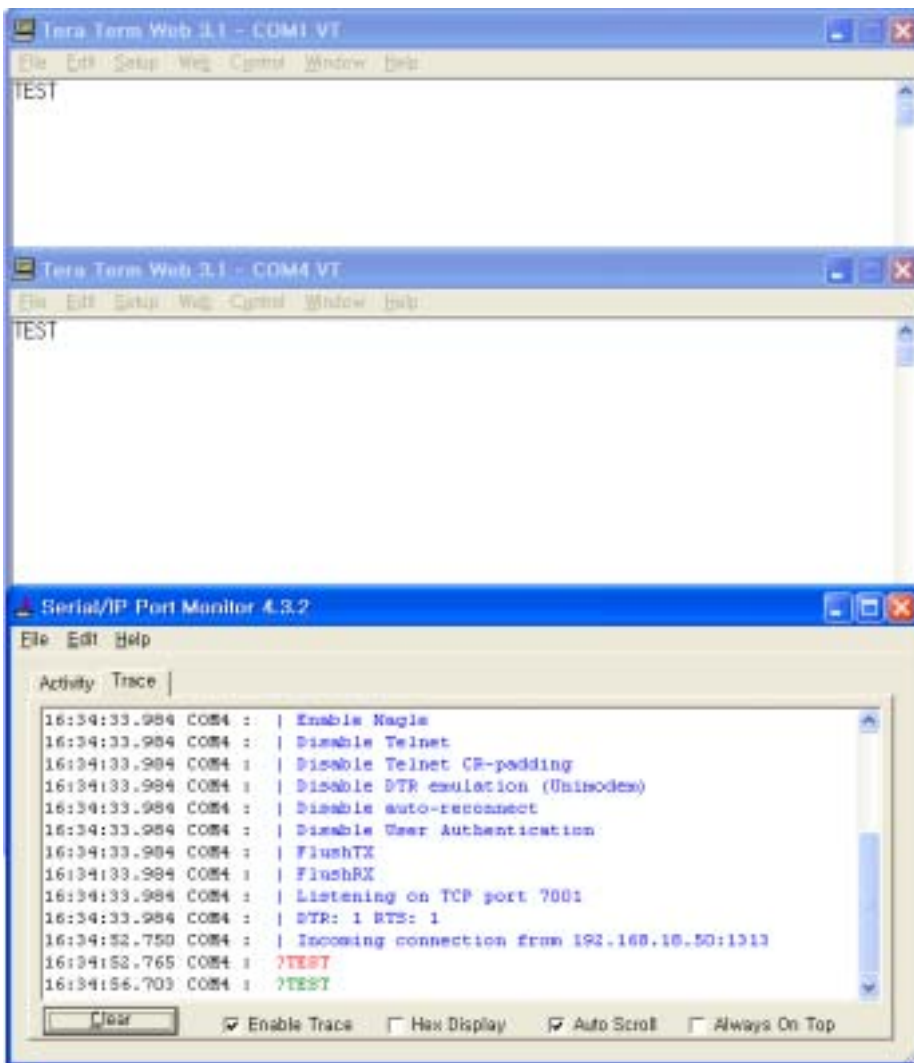 Tera Term Web 3.1 - COM1 VT
File Edit Setup Web Control Window Help
TEST
Tera Term Web 3.1 - COM4 VT
File Edit Setup Web Control Window Help
TEST
Serial/IP Port Monitor 4.3.2
File Edit Help
Activity Trace
16:34:33.984 COM4 : | Enable Nagle
16:34:33.984 COM4 : | Disable Telnet
16:34:33.984 COM4 : | Disable Telnet CR-padding
16:34:33.984 COM4 : | Disable DTR emulation (Unimodem)
16:34:33.984 COM4 : | Disable auto-reconnect
16:34:33.984 COM4 : | Disable User Authentication
16:34:33.984 COM4 : | FlushTX
16:34:33.984 COM4 : | FlushRX
16:34:33.984 COM4 : | Listening on TCP port 7001
16:34:33.984 COM4 : | DTR: 1 RTS: 1
16:34:52.750 COM4 : | Incoming connection from 192.168.18.50:1313
16:34:52.765 COM4 : ?TEST
16:34:56.703 COM4 : ?TEST
Clear Enable Trace Hex Display Auto Scroll Always On Top